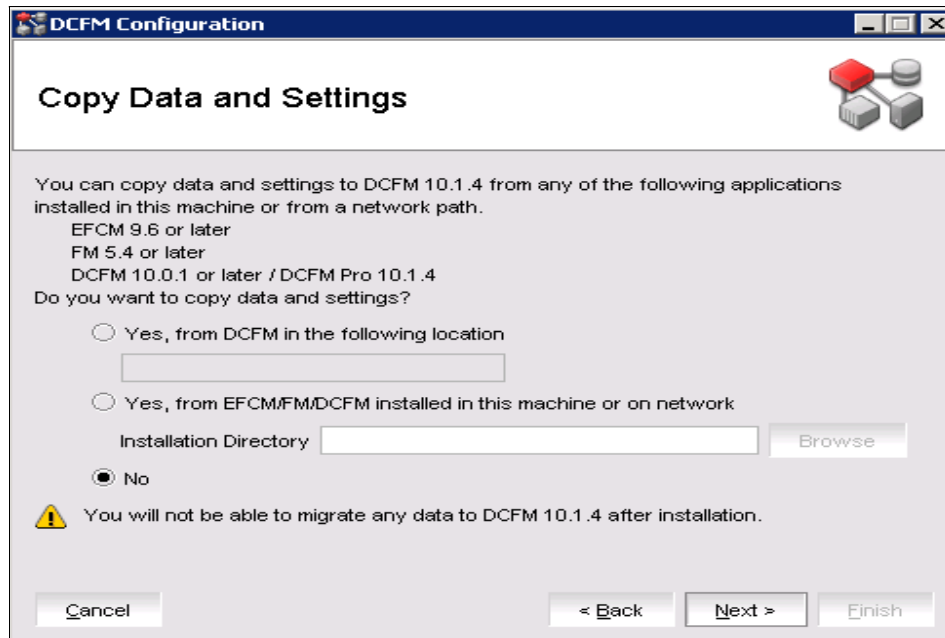 DCFM Configuration
Copy Data and Settings
You can copy data and settings to DCFM 10.1.4 from any of the following applications
installed in this machine or from a network path.
EFCM 9.6 or later
FM 5.4 or later
DCFM 10.0.1 or later / DCFM Pro 10.1.4
Do you want to copy data and settings?
Yes, from DCFM in the following location
Yes, from EFCM/FM/DCFM installed in this machine or on network
Installation Directory Browse
No
You will not be able to migrate any data to DCFM 10.1.4 after installation.
Cancel < Back Next > Finish